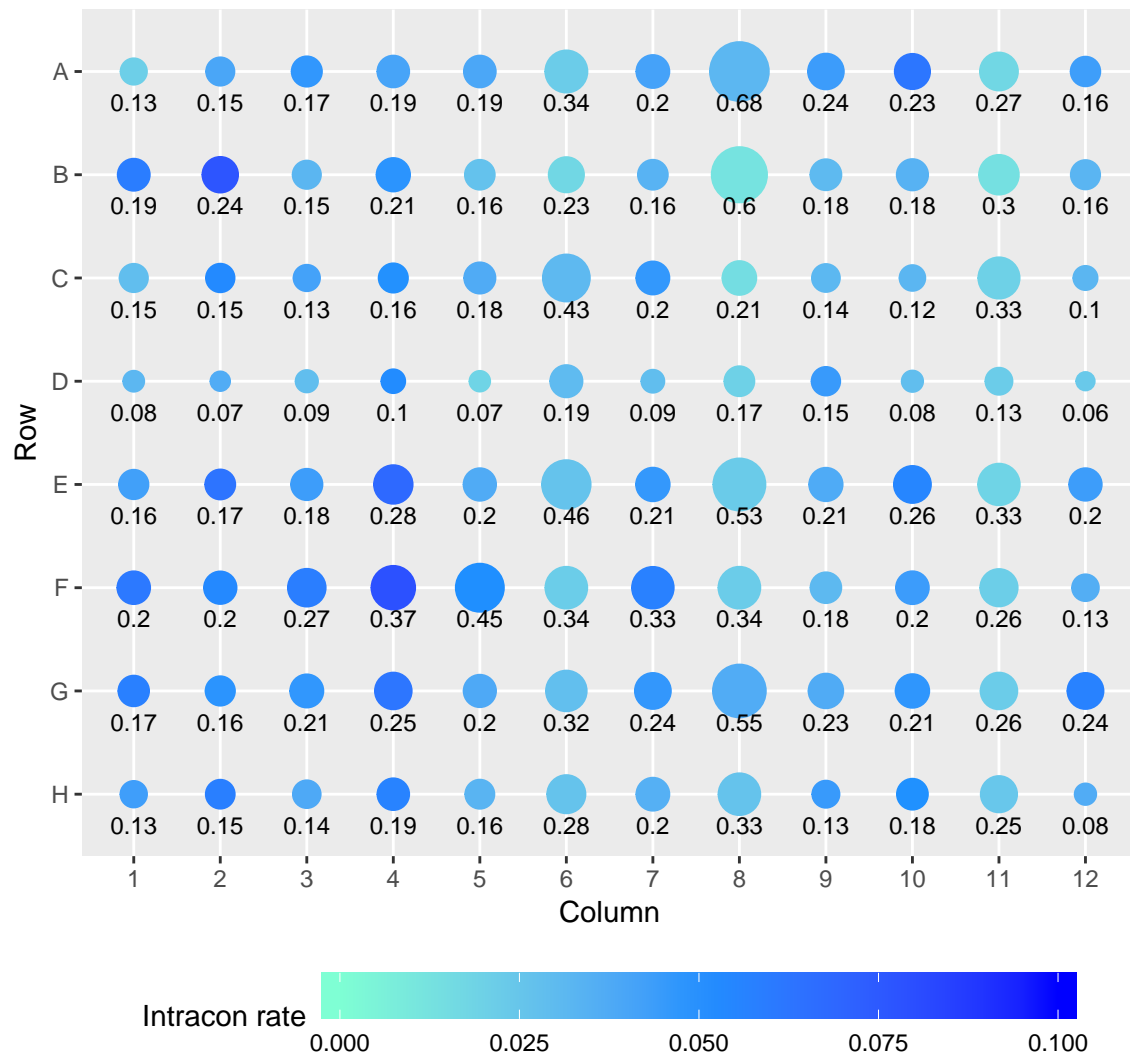 A
0.13 0.15 0.17 0.19 0.19 0.34 0.2 0.68 0.24 0.23 0.27 0.16
B
0.19 0.24 0.15 0.21 0.16 0.23 0.16 0.6 0.18 0.18 0.3 0.16
C
0.15 0.15 0.13 0.16 0.18 0.43 0.2 0.21 0.14 0.12 0.33 0.1
D
0.08 0.07 0.09 0.1 0.07 0.19 0.09 0.17 0.15 0.08 0.13 0.06
Row
E
0.16 0.17 0.18 0.28 0.2 0.46 0.21 0.53 0.21 0.26 0.33 0.2
F
0.2 0.2 0.27 0.37 0.45 0.34 0.33 0.34 0.18 0.2 0.26 0.13
G
0.17 0.16 0.21 0.25 0.2 0.32 0.24 0.55 0.23 0.21 0.26 0.24
H
0.13 0.15 0.14 0.19 0.16 0.28 0.2 0.33 0.13 0.18 0.25 0.08
1 2 3 4 5 6 7 8 9 10 11 12
Column
Intracon rate
0.000 0.025 0.050 0.075 0.100